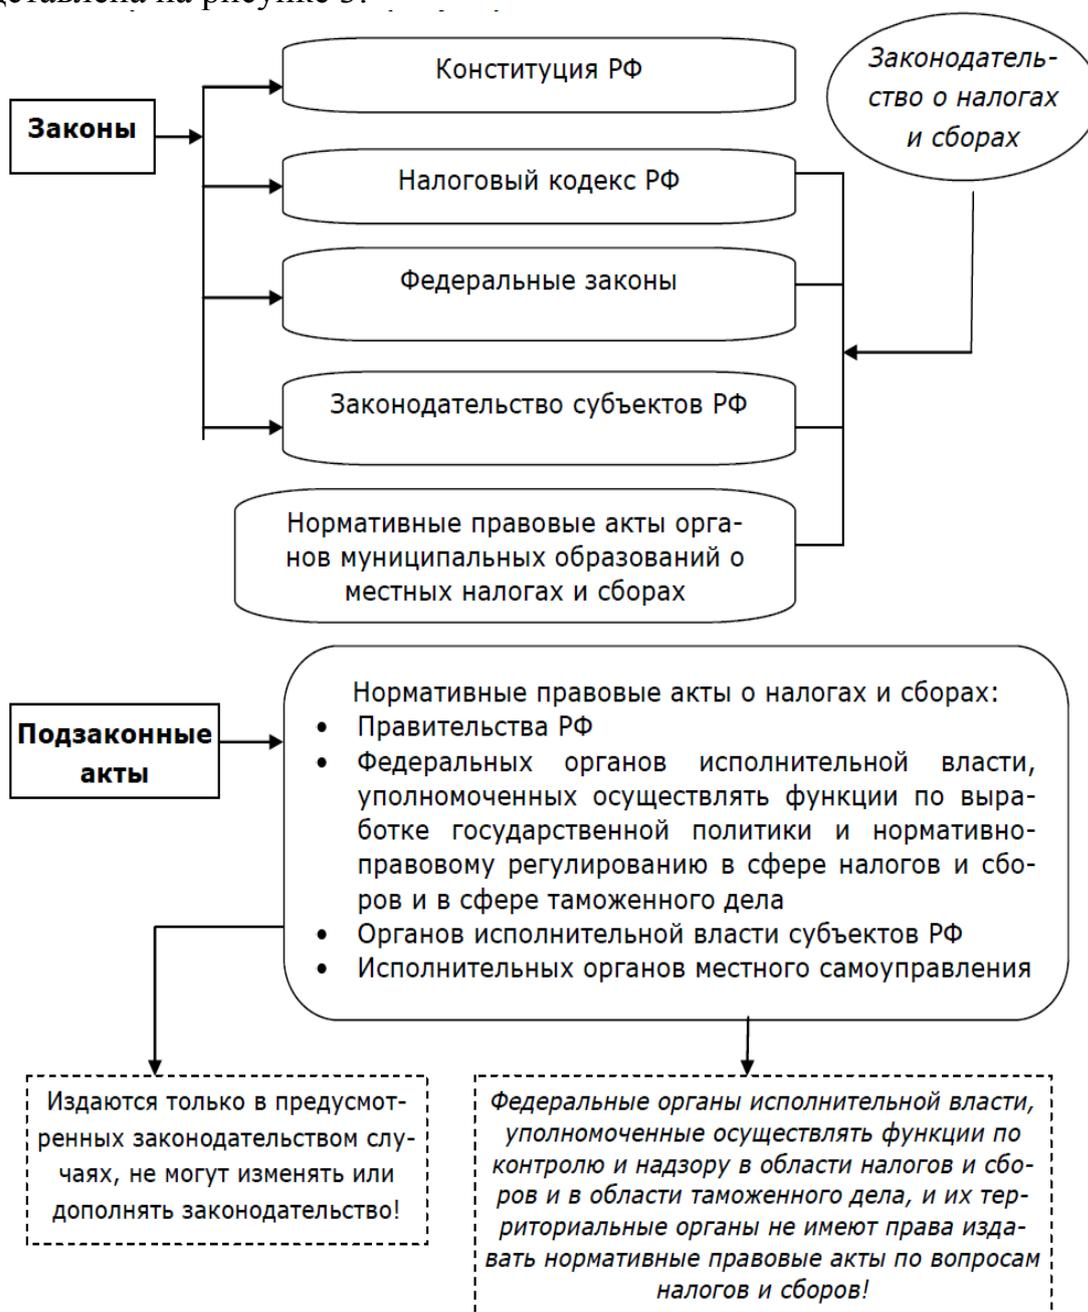 дставлена на рисунке 3.
Конституция РФ
Законодатель-
ство о налогах
и сборах
Законы
Налоговый кодекс РФ
Федеральные законы
Законодательство субъектов РФ
Нормативные правовые акты орга-
нов муниципальных образований о
местных налогах и сборах
Нормативные правовые акты о налогах и сборах:
• Правительства РФ
• Федеральных органов исполнительной власти,
уполномоченных осуществлять функции по выра-
ботке государственной политики и нормативно-
правовому регулированию в сфере налогов и сбо-
ров и в сфере таможенного дела
• Органов исполнительной власти субъектов РФ
• Исполнительных органов местного самоуправления
Подзаконные
акты
Издаются только в предусмот-
ренных законодательством слу-
чаях, не могут изменять или
дополнять законодательство!
Федеральные органы исполнительной власти,
уполномоченные осуществлять функции по
контролю и надзору в области налогов и сбо-
ров и в области таможенного дела, и их тер-
риториальные органы не имеют права изда-
вать нормативные правовые акты по вопросам
налогов и сборов!